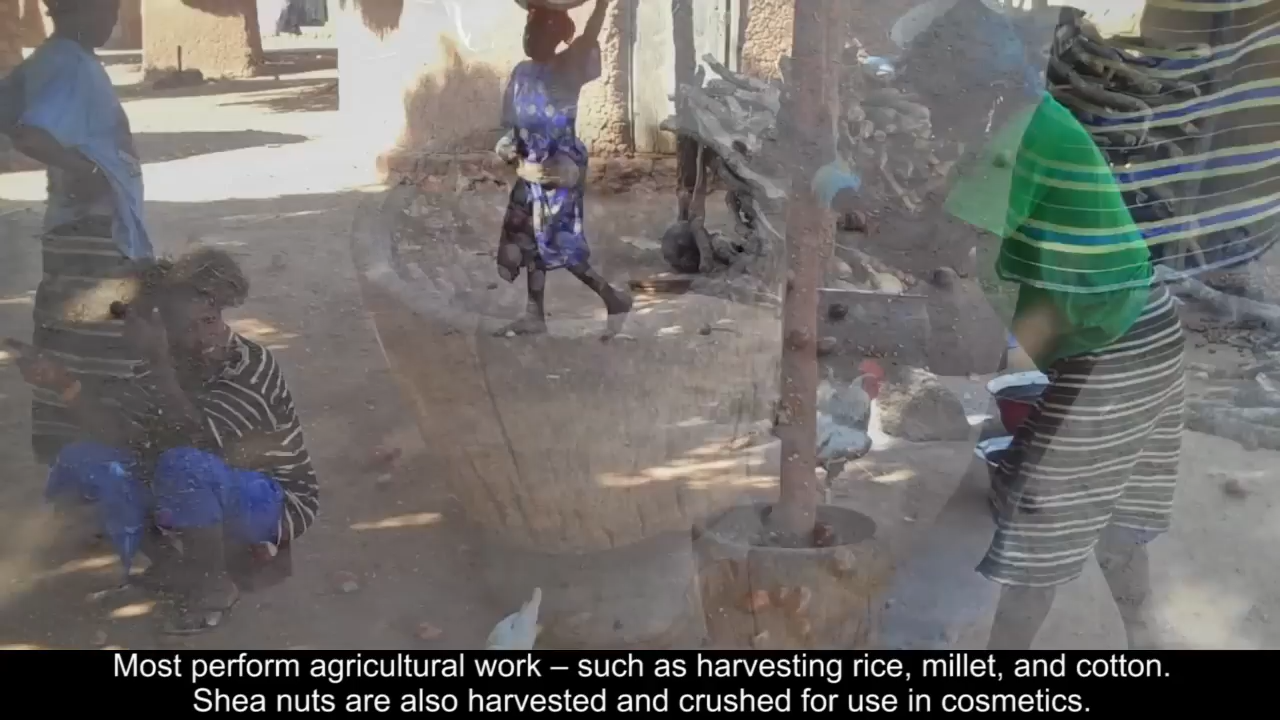 Most perform agricultural work – such as harvesting rice, millet, and cotton.
Shea nuts are also harvested and crushed for use in cosmetics.